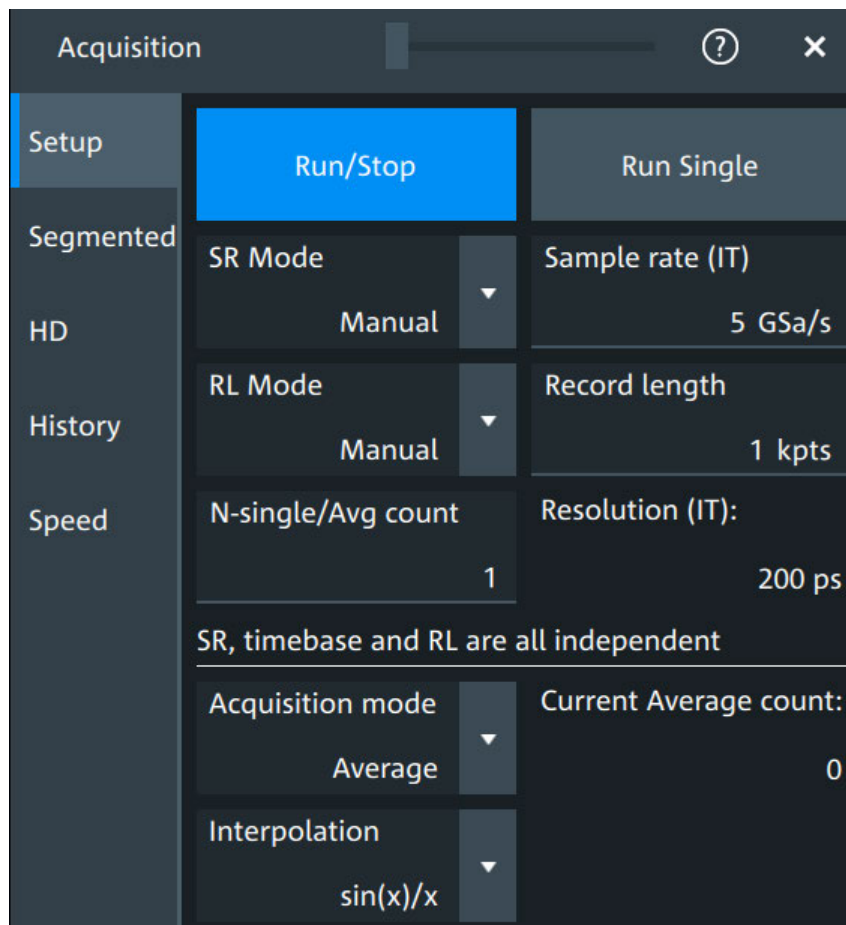 Acquisition
?
×
Setup
Segmented
HD
History
Speed
Run/Stop
Run Single
SR Mode
Manual
Sample rate (IT)
5 GSa/s
RL Mode
Manual
Record length
1 kpts
N-single/Avg count
1
Resolution (IT):
200 ps
SR, timebase and RL are all independent
Acquisition mode
Average
Current Average count:
0
Interpolation
sin(x)/x